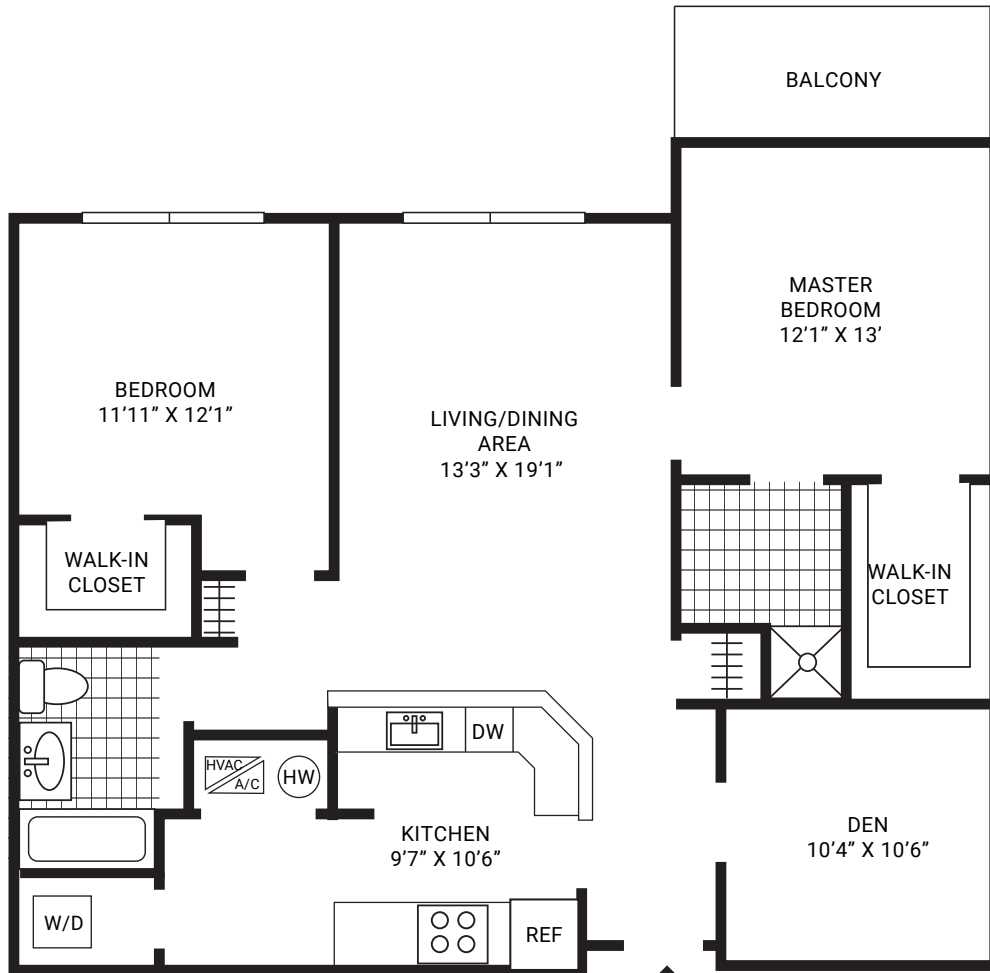 BALCONY
MASTER
BEDROOM
12’1” X 13’
BEDROOM
11’11” X 12’1”
LIVING/DINING
AREA
13’3” X 19’1”
WALK-IN
CLOSET
WALK-IN
CLOSET
DW
HVAC
A/C
HW
KITCHEN
9’7” X 10’6”
DEN
10’4” X 10’6”
W/D
REF